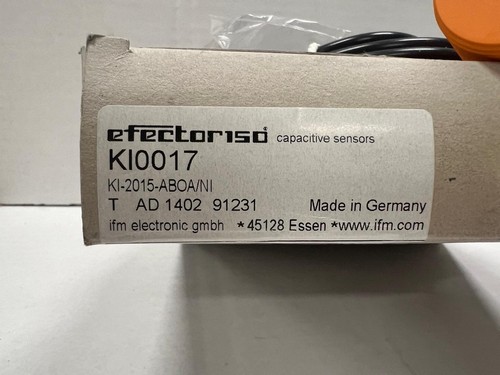 efector150 capacitive sensors
KI0017
KI-2015-ABOA/NI
T AD 1402 91231 Made in Germany
ifm electronic gmbh *45128 Essen *www.ifm.com